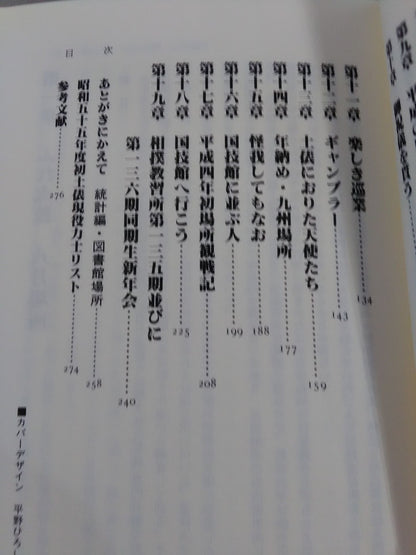 第十一章　楽しき巡業 134
第十二章　ギャンブラー 143
第十三章　土俵におりた天使たち 159
第十四章　年納め・九州場所 177
第十五章　怪我してもなお 188
第十六章　国技館に並ぶ人 199
第十七章　平成四年初場所観戦記 208
第十八章　国技館へ行こう 225
第十九章　相撲教習所第一三五期並びに
第一三六期同期生新年会 240
あとがきにかえて　統計編・図書館場所 258
昭和五十五年度初土俵現役力士リスト 274
参考文献 276
目次
■カバーデザイン　平野ひろし